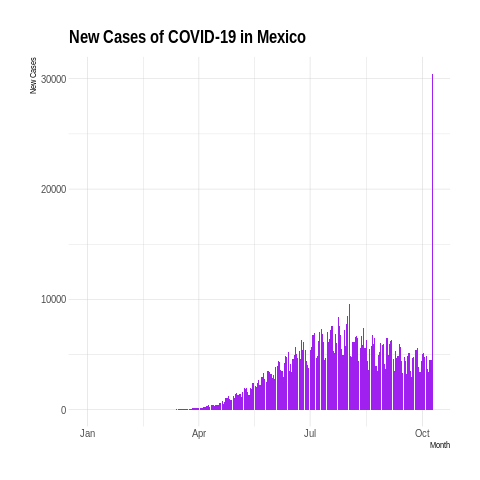 New Cases of COVID-19 in Mexico
New Cases
30000
20000
10000
0
Jan Apr Jul Oct
Month